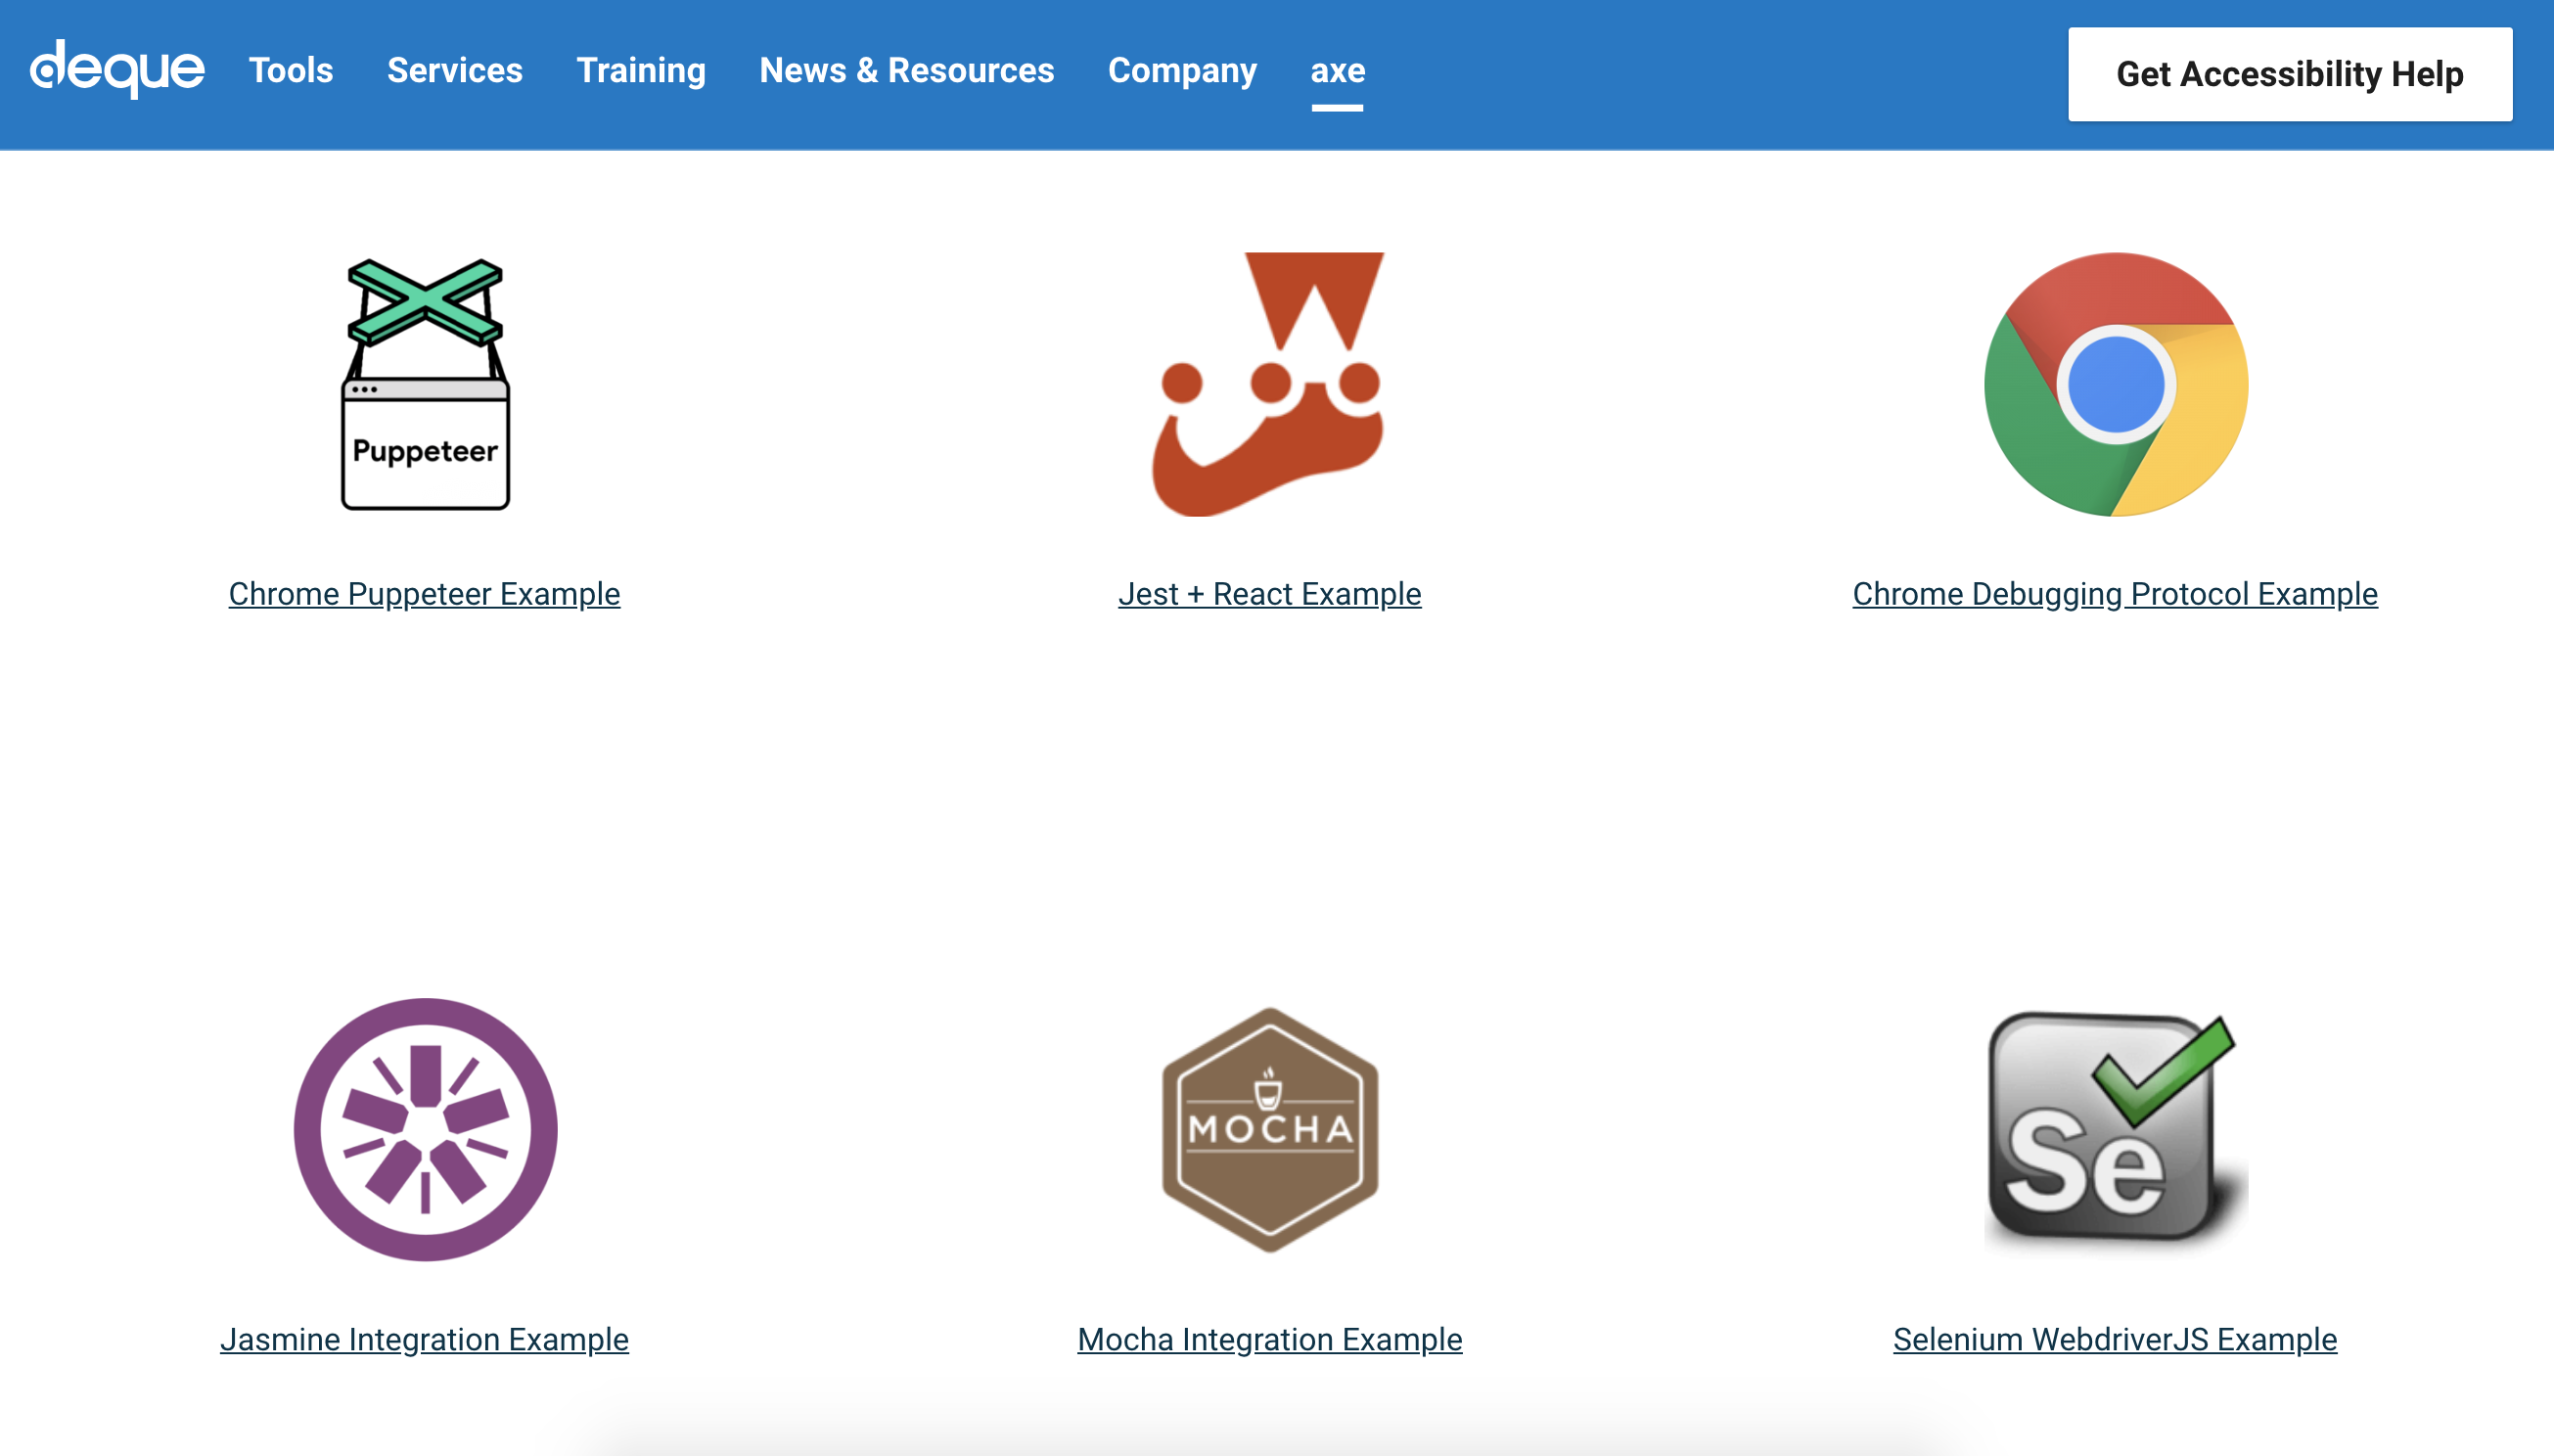 deque Tools Services Training News & Resources Company axe Get Accessibility Help
Puppeteer
Chrome Puppeteer Example
Jest + React Example
Chrome Debugging Protocol Example
MOCHA
Se
Jasmine Integration Example
Mocha Integration Example
Selenium WebdriverJS Example